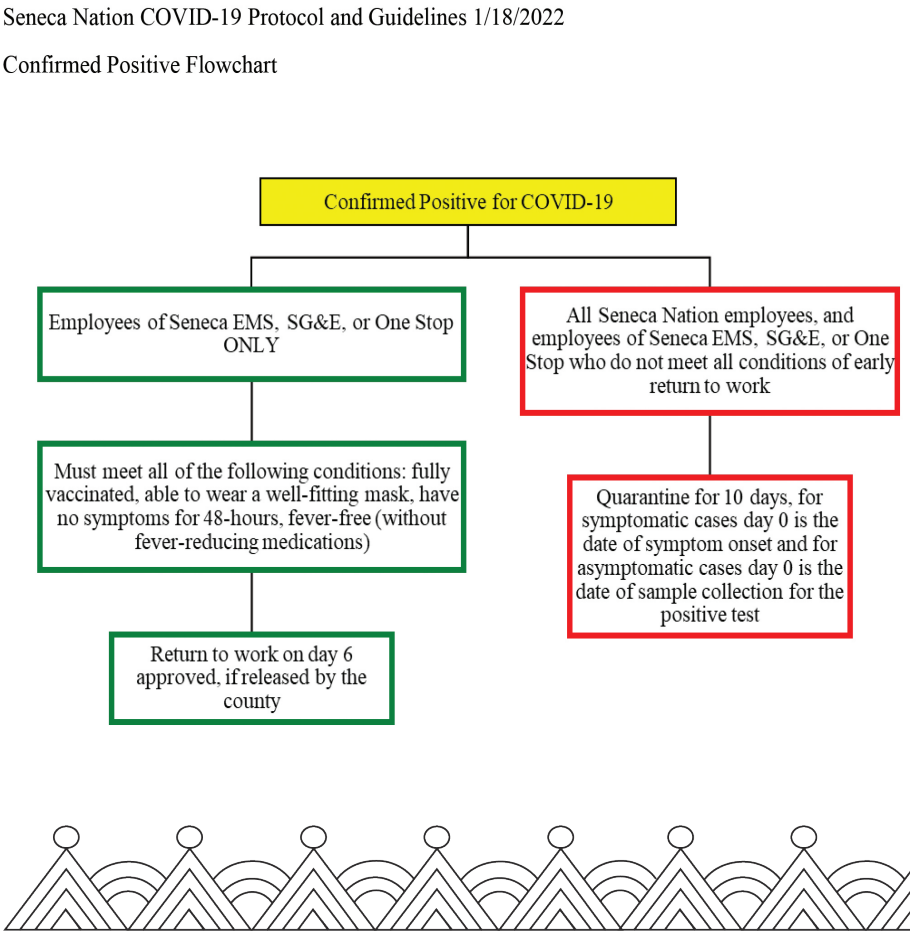 Seneca Nation COVID-19 Protocol and Guidelines 1/18/2022
Confirmed Positive Flowchart
Confirmed Positive for COVID-19
Employees of Seneca EMS, SG&E, or One Stop
ONLY
Must meet all of the following conditions: fully
vaccinated, able to wear a well-fitting mask, have
no symptoms for 48-hours, fever-free (without
fever-reducing medications)
Return to work on day 6
approved, if released by the
county
All Seneca Nation employees, and
employees of Seneca EMS, SG&E, or One
Stop who do not meet all conditions of early
return to work
Quarantine for 10 days, for
symptomatic cases day 0 is the
date of symptom onset and for
asymptomatic cases day 0 is the
date of sample collection for the
positive test